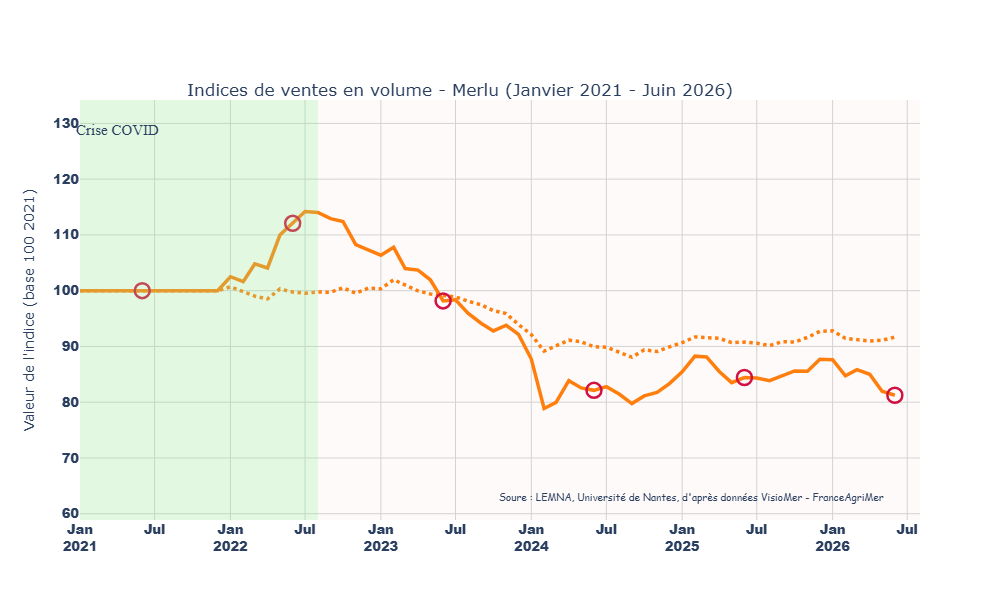 Indices de ventes en volume - Merlu (Janvier 2021 - Juin 2026)
130
Crise COVID
120
110
100
90
80
70
60
Valeur de l'indice (base 100 2021)
Soure : LEMNA, Université de Nantes, d'après données VisioMer - FranceAgriMer
Jan Jul Jan Jul Jan Jul Jan Jul Jan Jul Jan Jul
2021 2022 2023 2024 2025 2026